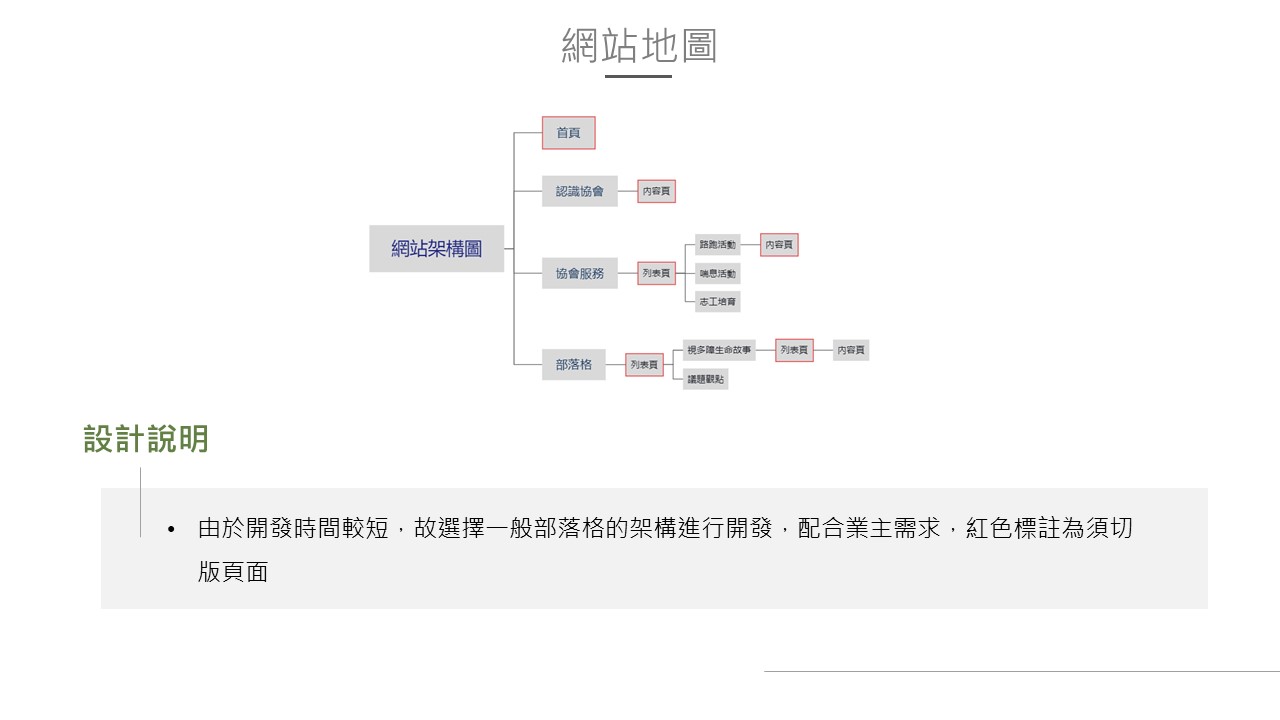 網站地圖
首頁
認識協會 內容頁
網站架構圖
路跑活動 內容頁
協會服務 列表頁 喘息活動
志工培育
視多障生命故事 列表頁 內容頁
部落格 列表頁
議題觀點
設計說明
• 由於開發時間較短，故選擇一般部落格的架構進行開發，配合業主需求，紅色標註為須切
版頁面